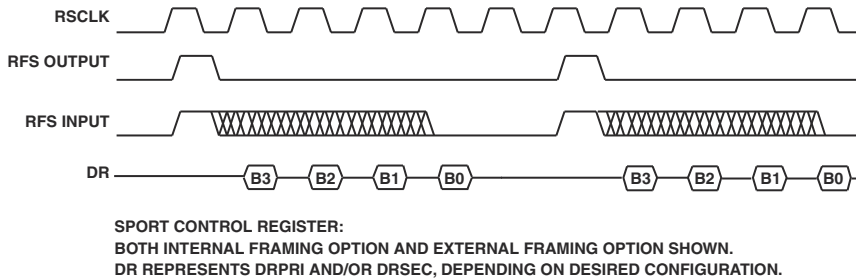 RSCLK
RFS OUTPUT
RFS INPUT
DR B3 B2 B1 B0 B3 B2 B1 B0
SPORT CONTROL REGISTER:
BOTH INTERNAL FRAMING OPTION AND EXTERNAL FRAMING OPTION SHOWN.
DR REPRESENTS DRPRI AND/OR DRSEC, DEPENDING ON DESIRED CONFIGURATION.